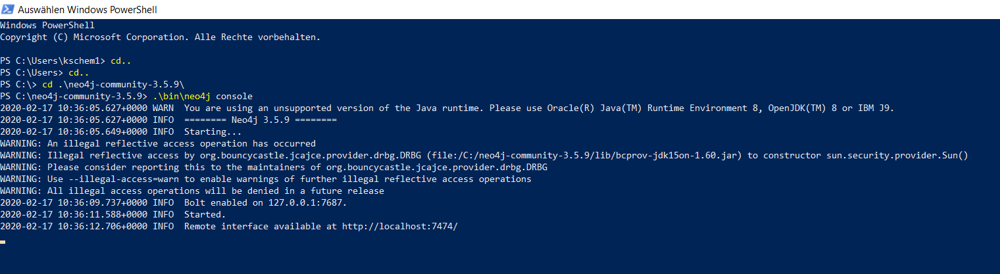 Auswählen Windows PowerShell
Windows PowerShell
Copyright (C) Microsoft Corporation. Alle Rechte vorbehalten.
PS C:\Users\kschem1> cd..
PS C:\Users> cd..
PS C:\> cd .\neo4j-community-3.5.9\
PS C:\neo4j-community-3.5.9> .\bin\neo4j console
2020-02-17 10:36:05.627+0000 WARN  You are using an unsupported version of the Java runtime. Please use Oracle(R) Java(TM) Runtime Environment 8, OpenJDK(TM) 8 or IBM J9.
2020-02-17 10:36:05.627+0000 INFO  ======== Neo4j 3.5.9 ========
2020-02-17 10:36:05.649+0000 INFO  Starting...
WARNING: An illegal reflective access operation has occurred
WARNING: Illegal reflective access by org.bouncycastle.jcajce.provider.drbg.DRBG (file:/C:/neo4j-community-3.5.9/lib/bcprov-jdk15on-1.60.jar) to constructor sun.security.provider.Sun()
WARNING: Please consider reporting this to the maintainers of org.bouncycastle.jcajce.provider.drbg.DRBG
WARNING: Use --illegal-access=warn to enable warnings of further illegal reflective access operations
WARNING: All illegal access operations will be denied in a future release
2020-02-17 10:36:09.737+0000 INFO  Bolt enabled on 127.0.0.1:7687.
2020-02-17 10:36:11.588+0000 INFO  Started.
2020-02-17 10:36:12.706+0000 INFO  Remote interface available at http://localhost:7474/